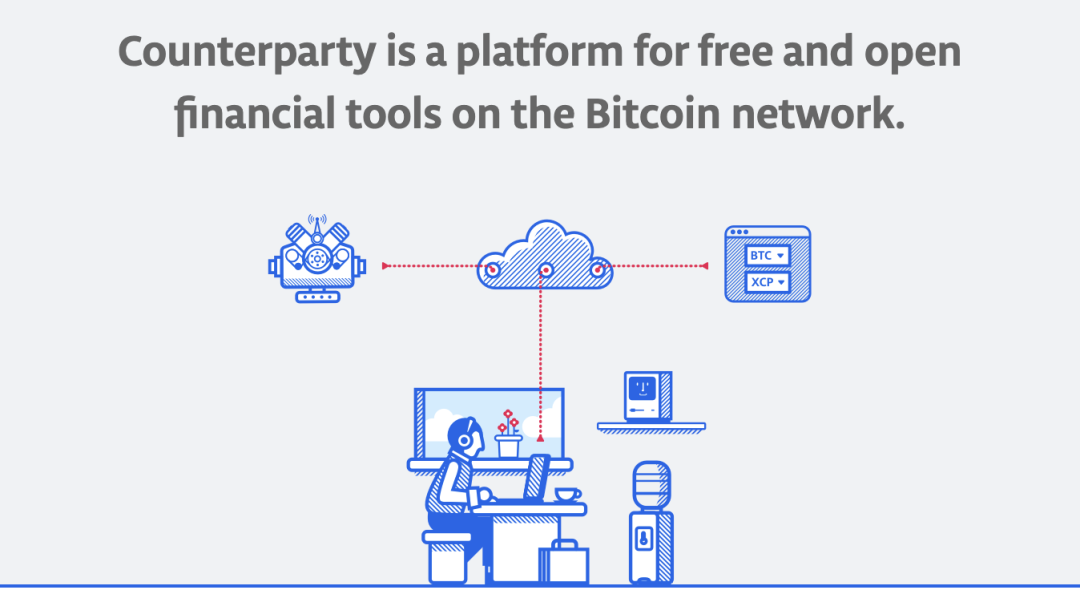 Counterparty is a platform for free and open
financial tools on the Bitcoin network.
BTC
XCP